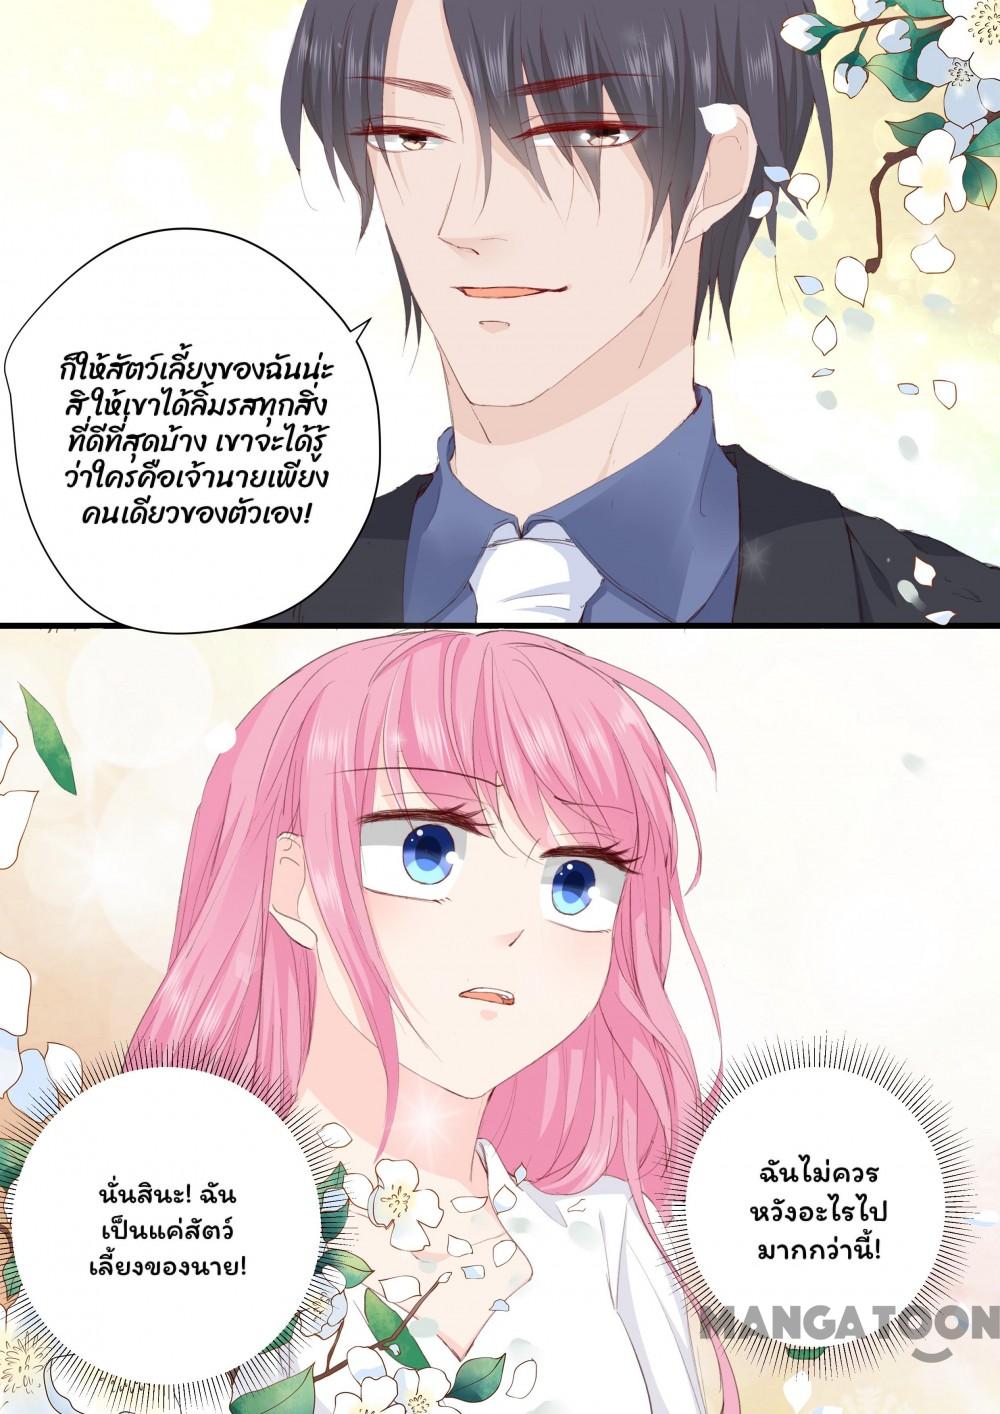 ก็ให้สัตว์เลี้ยงของฉันน่ะ
สิ ให้เขาได้ลิ้มรสทุกสิ่ง
ที่ดีที่สุดบ้าง เขาจะได้รู้
ว่าใครคือเจ้านายเพียง
คนเดียวของตัวเอง!
นั่นสินะ! ฉัน
เป็นแค่สัตว์
เลี้ยงของนาย!
ฉันไม่ควร
หวังอะไรไป
มากกว่านี้!
MANGATOON